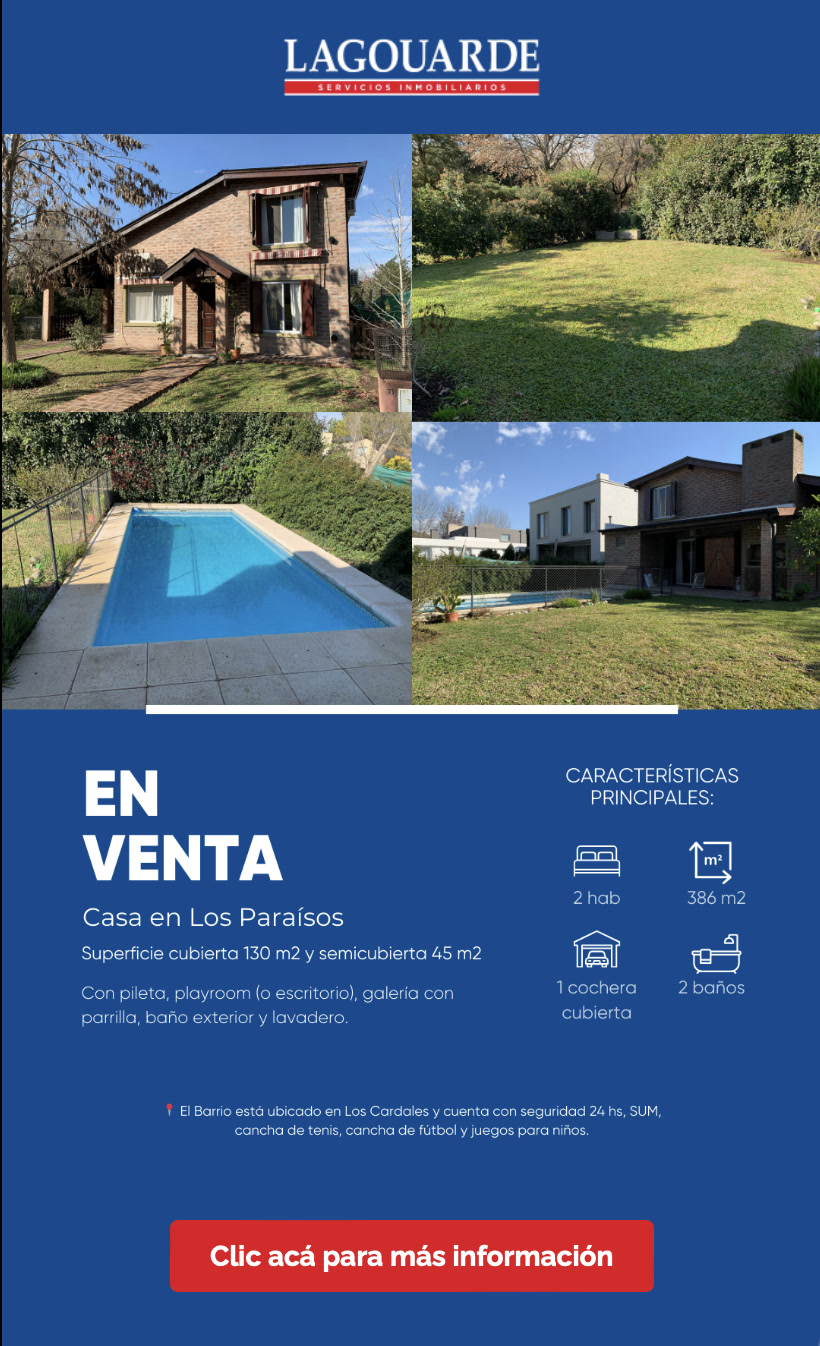 LAGOUARDE
SERVICIOS INMOBILIARIOS
EN
VENTA
Casa en Los Paraísos
Superficie cubierta 130 m2 y semicubierta 45 m2
Con pileta, playroom (o escritorio), galería con
parrilla, baño exterior y lavadero.
CARACTERÍSTICAS
PRINCIPALES:
2 hab
m²
386 m2
1 cochera
cubierta
2 baños
📍 El Barrio está ubicado en Los Cardales y cuenta con seguridad 24 hs, SUM,
cancha de tenis, cancha de fútbol y juegos para niños.
Clic acá para más información